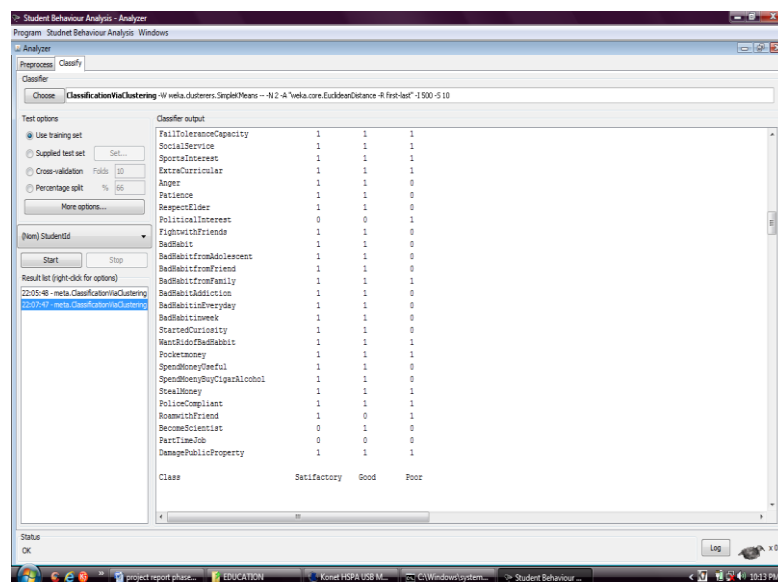 Student Behaviour Analysis - Analyzer
Program Studnet Behaviour Analysis Windows
Analyzer
Preprocess Classify
Classifier
Choose ClassificationViaClustering -W weka.clusterers.SimpleKMeans -- -N 2 -A "weka.core.EuclideanDistance -R first-last" -I 500 -S 10
Test options
Use training set
Supplied test set Set...
Cross-validation Folds 10
Percentage split % 66
More options...
(Nom) StudentId
Start Stop
Result list (right-click for options)
22:05:48 - meta.ClassificationViaClustering
22:07:47 - meta.ClassificationViaClustering
Classifier output
FailToleranceCapacity 1 1 1
SocialService 1 1 1
SportsInterest 1 1 1
ExtraCurricular 1 1 1
Anger 1 1 0
Patience 1 1 0
RespectElder 1 1 0
PoliticalInterest 0 0 1
FightwithFriends 1 1 0
BadHabit 1 1 0
BadHabitfromAdolescent 1 1 0
BadHabitfromFriend 1 1 0
BadHabitfromFamily 1 1 1
BadHabitAddiction 1 1 0
BadHabitinEveryday 1 1 0
BadHabitinweek 1 1 0
StartedCuriosity 1 1 0
WantRidofBadHabbit 1 1 1
Pocketmoney 1 1 1
SpendMoneyUseful 1 1 0
SpendMoenyBuyCigarAlcohol 1 1 0
StealMoney 1 1 1
PoliceCompliant 1 1 1
RoamwithFriend 1 0 1
BecomeScientist 0 1 0
PartTimeJob 0 0 0
DamagePublicProperty 1 1 1
Class Satifactory Good Poor
Status
OK
Log x 0
project report phase... EDUCATION Konet HSPA USB M... C:\Windows\system... Student Behaviour ... 10:13 PM